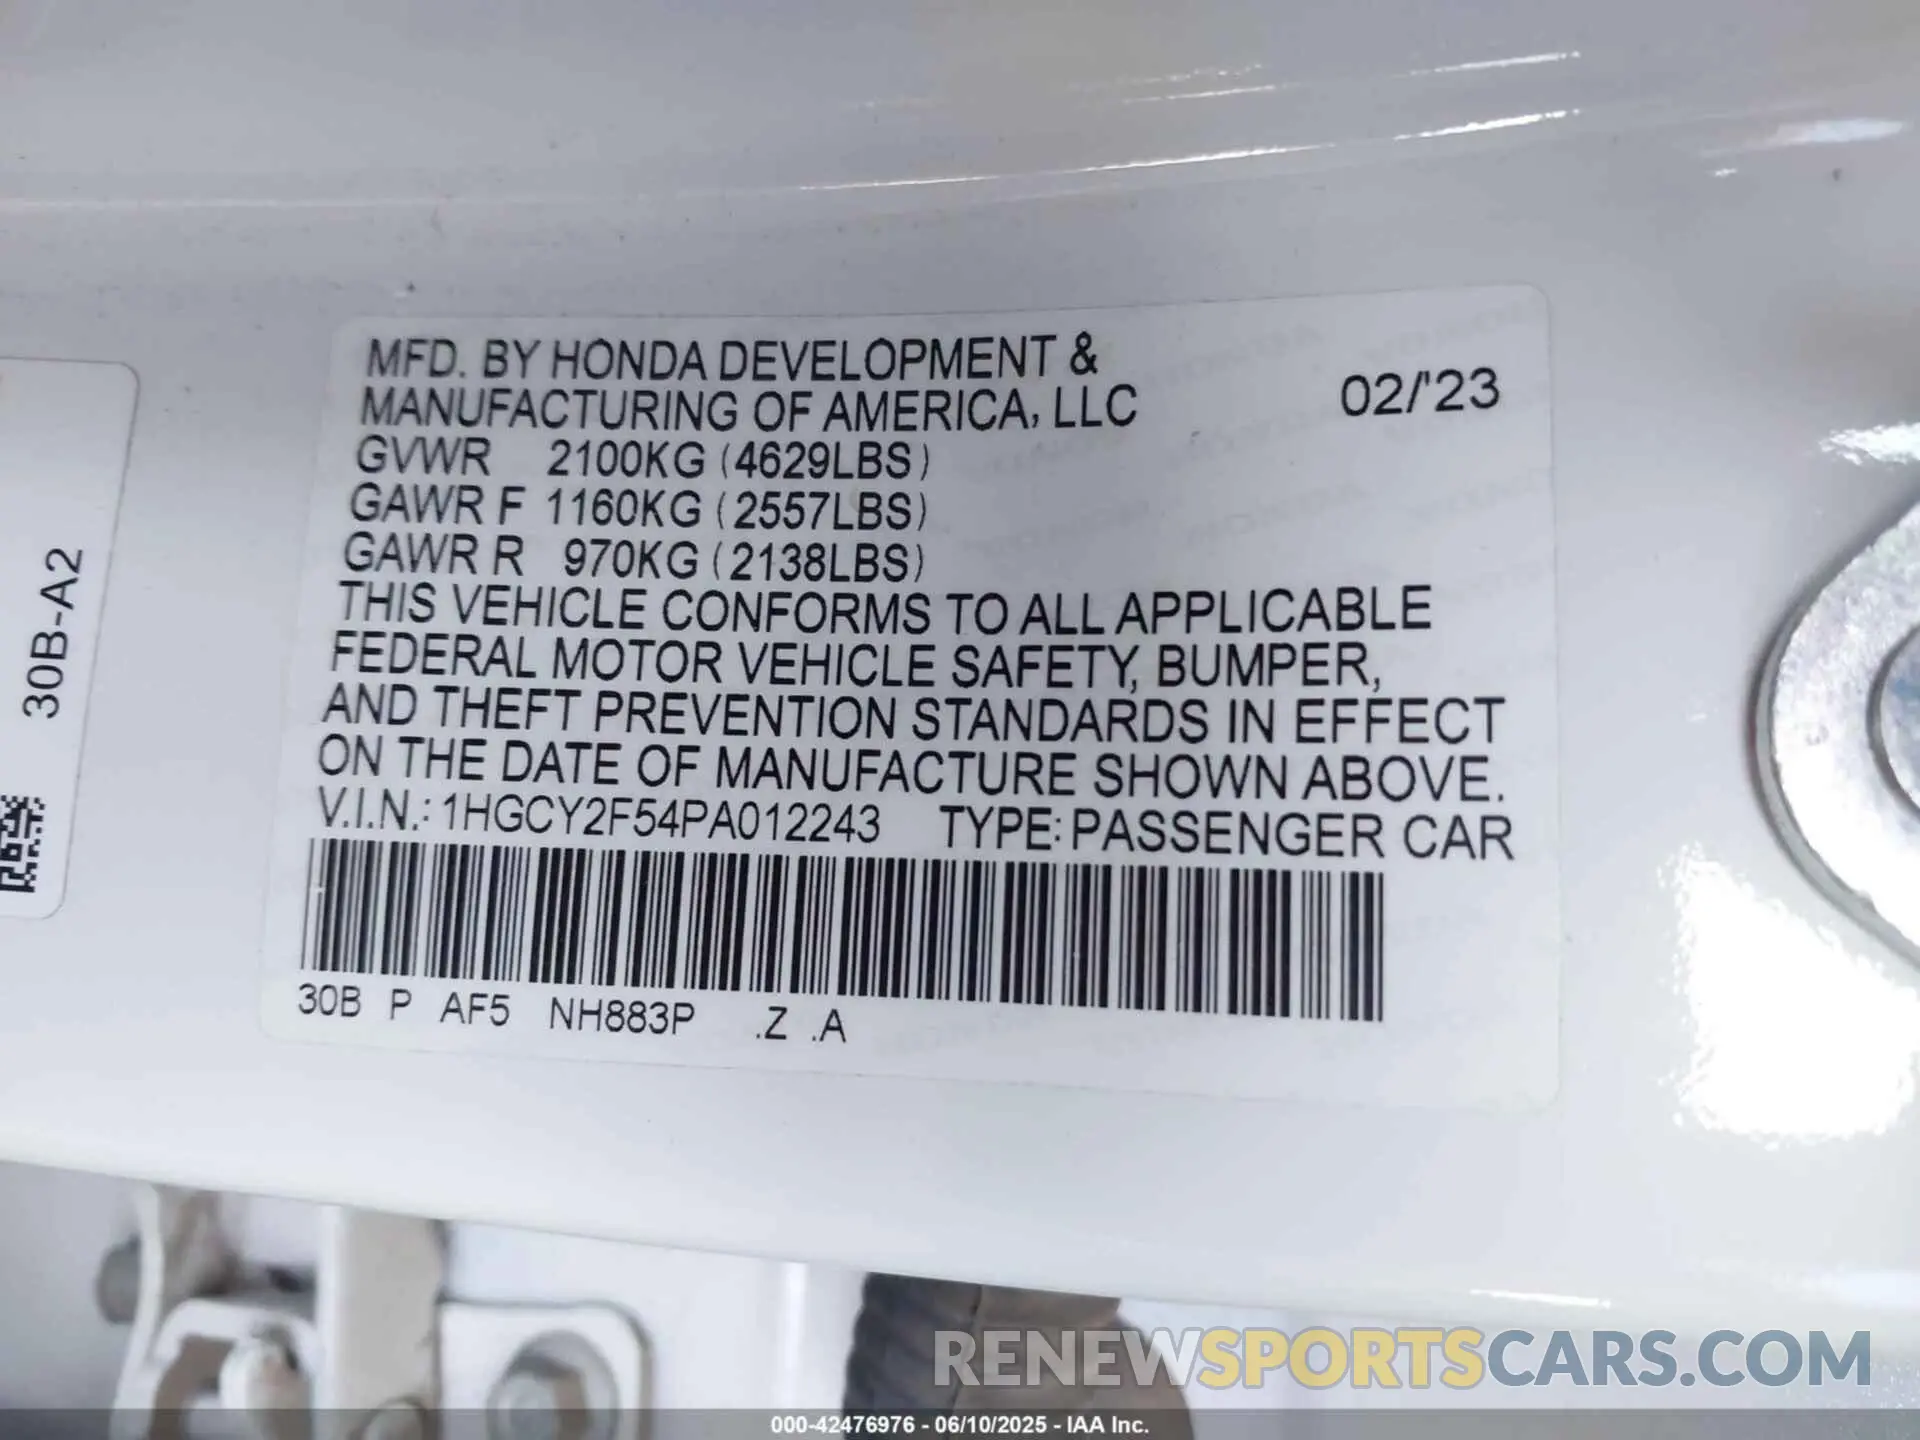 MFD. BY HONDA DEVELOPMENT &
MANUFACTURING OF AMERICA, LLC 02/'23
GVWR 2100KG (4629LBS)
GAWR F 1160KG (2557LBS)
GAWR R 970KG (2138LBS)
THIS VEHICLE CONFORMS TO ALL APPLICABLE
FEDERAL MOTOR VEHICLE SAFETY, BUMPER,
AND THEFT PREVENTION STANDARDS IN EFFECT
ON THE DATE OF MANUFACTURE SHOWN ABOVE.
V.I.N.: 1HGCY2F54PA012243 TYPE: PASSENGER CAR
30B P AF5 NH883P .Z .A
30B-A2
RENEWSPORTSCARS.COM
000-42476976 - 06/10/2025 - IAA Inc.